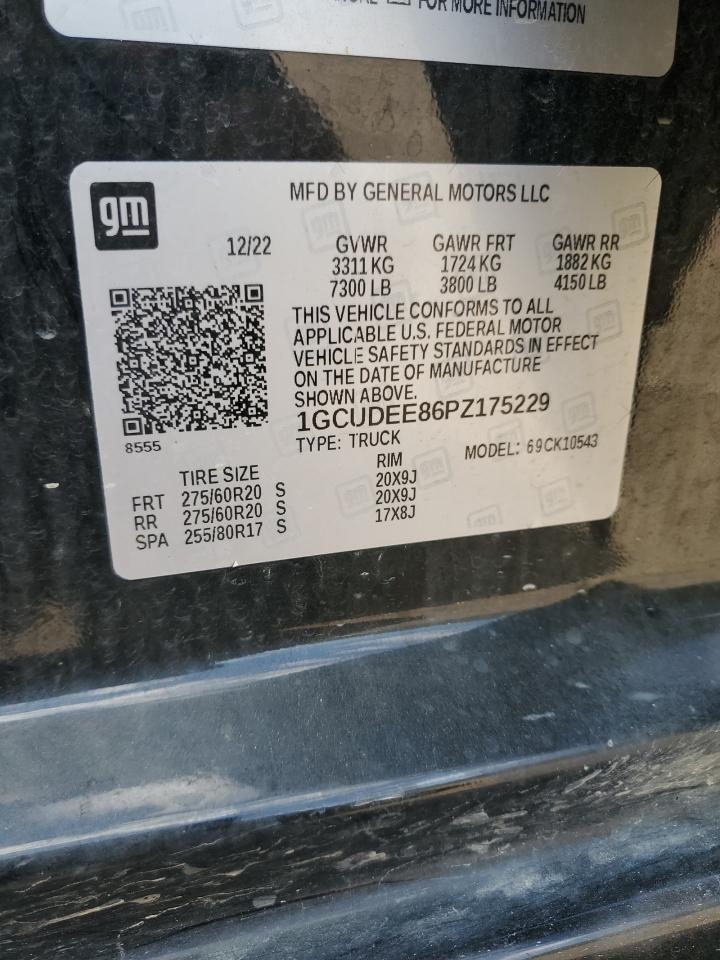 FOR MORE INFORMATION
gm
MFD BY GENERAL MOTORS LLC
12/22 GVWR GAWR FRT GAWR RR
3311 KG 1724 KG 1882 KG
7300 LB 3800 LB 4150 LB
THIS VEHICLE CONFORMS TO ALL
APPLICABLE U.S. FEDERAL MOTOR
VEHICLE SAFETY STANDARDS IN EFFECT
ON THE DATE OF MANUFACTURE
SHOWN ABOVE.
1GCUDEE86PZ175229
8555
TYPE: TRUCK MODEL: 69CK10543
TIRE SIZE RIM
FRT 275/60R20 S 20X9J
RR 275/60R20 S 20X9J
SPA 255/80R17 S 17X8J